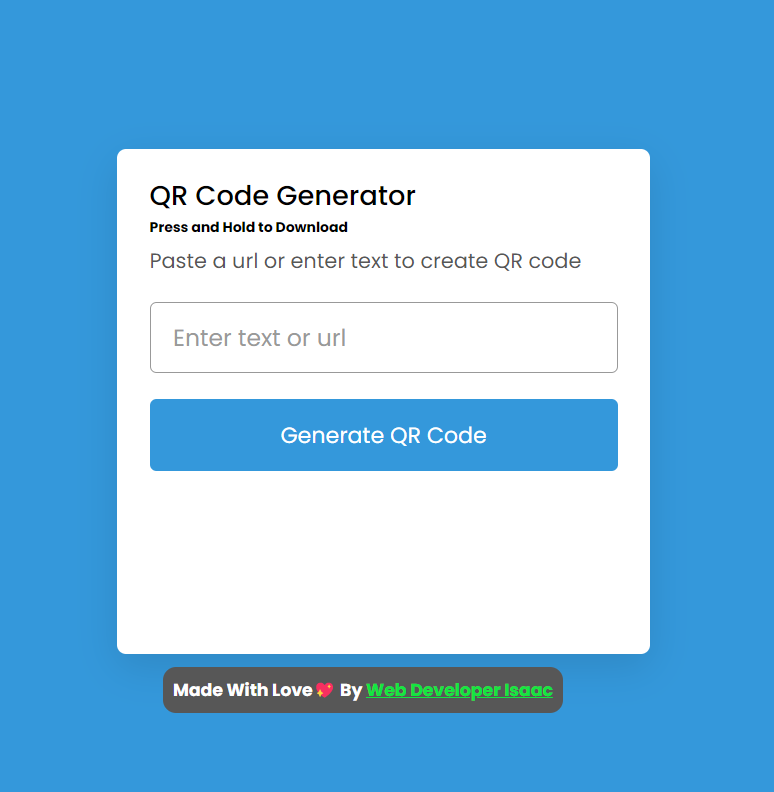 QR Code Generator
Press and Hold to Download
Paste a url or enter text to create QR code
Enter text or url
Generate QR Code
Made With Love💖 By Web Developer Isaac